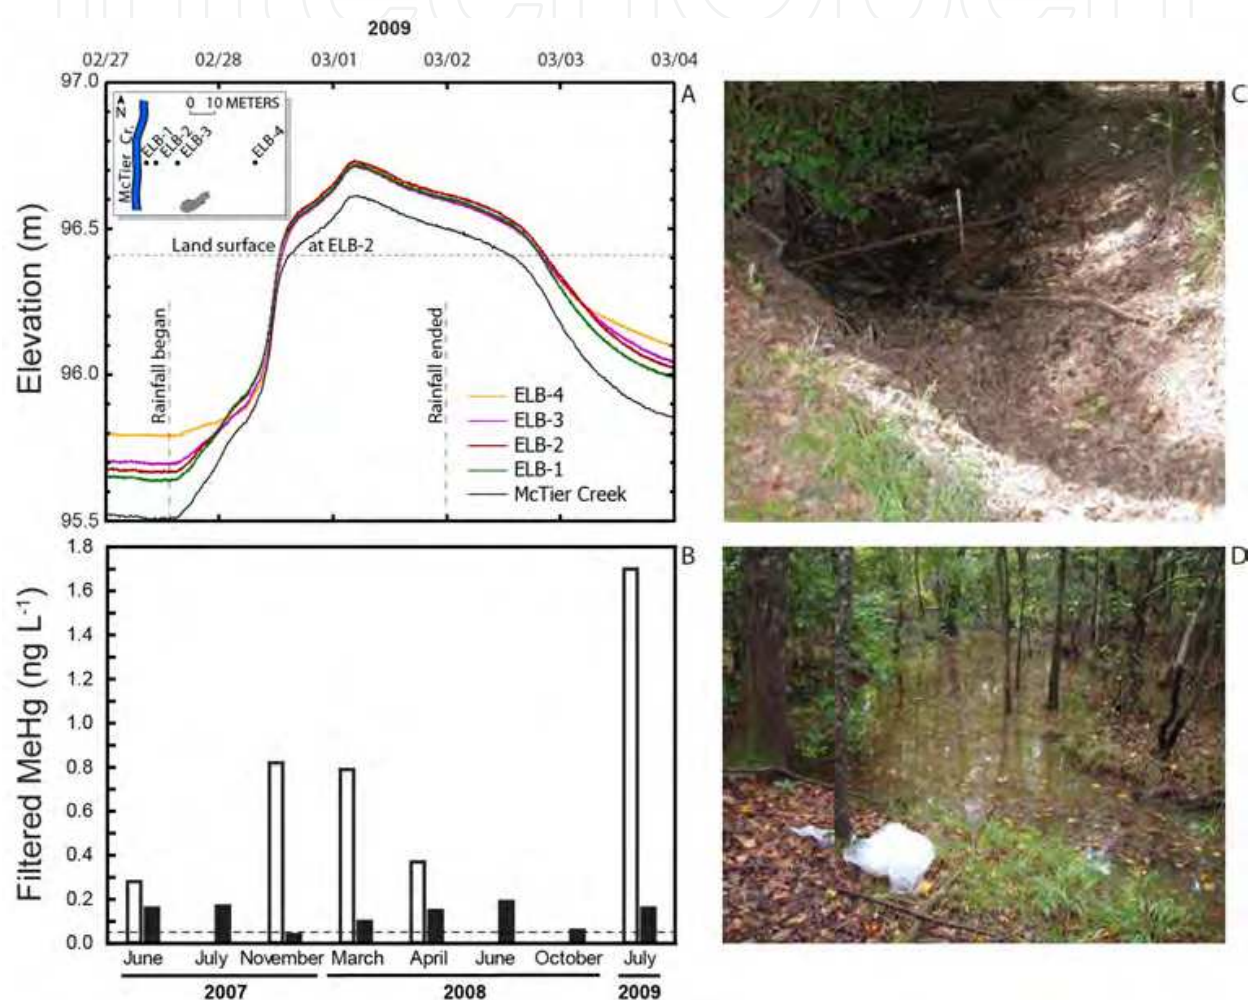 2009
02/27 02/28 03/01 03/02 03/03 03/04
97.0
96.5
96.0
95.5
Elevation (m)
A
N
0 10 METERS
McTier Cr.
ELB-1
ELB-2
ELB-3
ELB-4
Land surface at ELB-2
Rainfall began
Rainfall ended
ELB-4
ELB-3
ELB-2
ELB-1
McTier Creek
C
B
1.8
1.6
1.4
1.2
1.0
0.8
0.6
0.4
0.2
0.0
Filtered MeHg (ng L⁻¹)
June July November March April June October July
2007 2008 2009
D